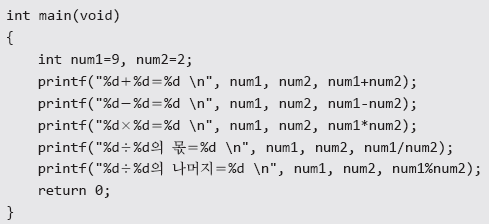 int main(void)
{
    int num1=9, num2=2;
    printf("%d+%d=%d \n", num1, num2, num1+num2);
    printf("%d−%d=%d \n", num1, num2, num1-num2);
    printf("%d×%d=%d \n", num1, num2, num1*num2);
    printf("%d÷%d의 몫=%d \n", num1, num2, num1/num2);
    printf("%d÷%d의 나머지=%d \n", num1, num2, num1%num2);
    return 0;
}